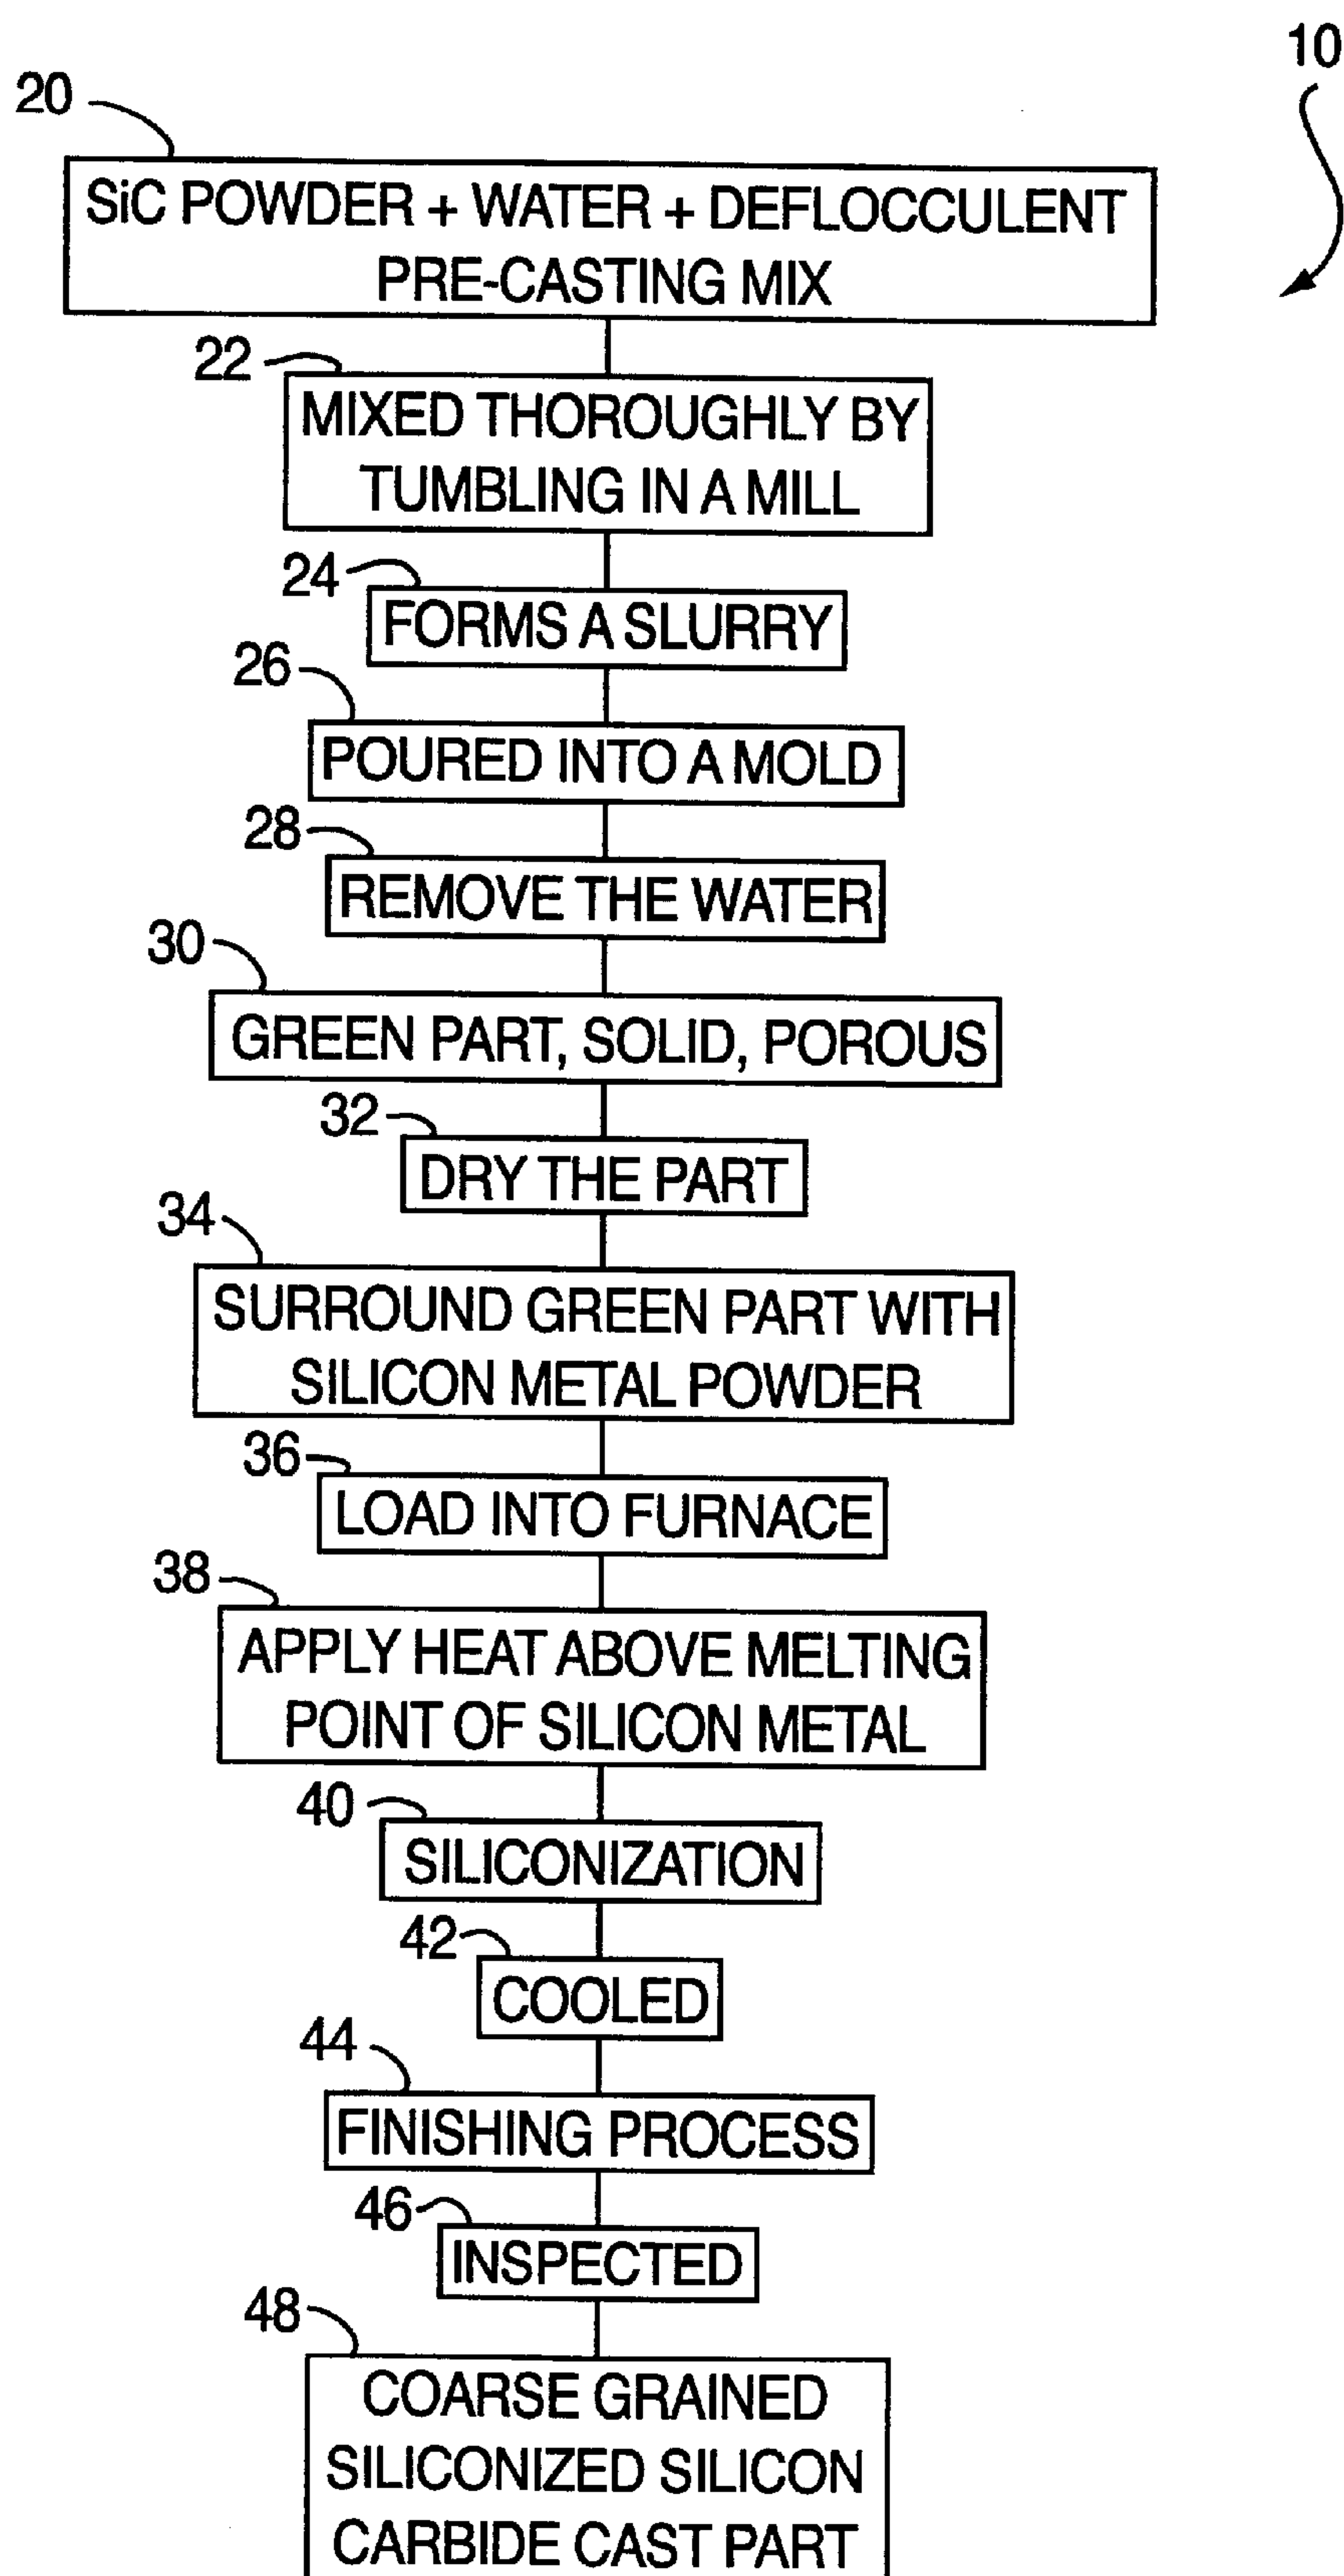 10
20
SiC POWDER + WATER + DEFLOCCULENT
PRE-CASTING MIX
22
MIXED THOROUGHLY BY
TUMBLING IN A MILL
24
FORMS A SLURRY
26
POURED INTO A MOLD
28
REMOVE THE WATER
30
GREEN PART, SOLID, POROUS
32
DRY THE PART
34
SURROUND GREEN PART WITH
SILICON METAL POWDER
36
LOAD INTO FURNACE
38
APPLY HEAT ABOVE MELTING
POINT OF SILICON METAL
40
SILICONIZATION
42
COOLED
44
FINISHING PROCESS
46
INSPECTED
48
COARSE GRAINED
SILICONIZED SILICON
CARBIDE CAST PART